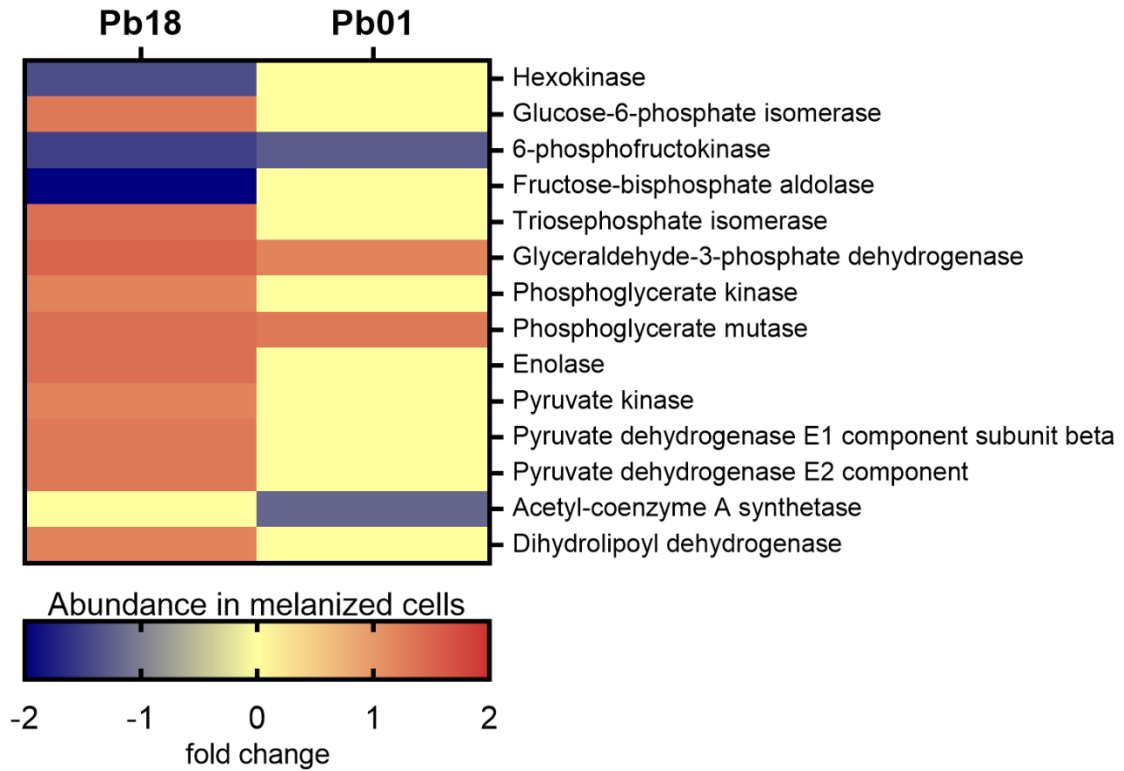 Pb18 Pb01
Hexokinase
Glucose-6-phosphate isomerase
6-phosphofructokinase
Fructose-bisphosphate aldolase
Triosephosphate isomerase
Glyceraldehyde-3-phosphate dehydrogenase
Phosphoglycerate kinase
Phosphoglycerate mutase
Enolase
Pyruvate kinase
Pyruvate dehydrogenase E1 component subunit beta
Pyruvate dehydrogenase E2 component
Acetyl-coenzyme A synthetase
Dihydrolipoyl dehydrogenase
Abundance in melanized cells
-2 -1 0 1 2
fold change